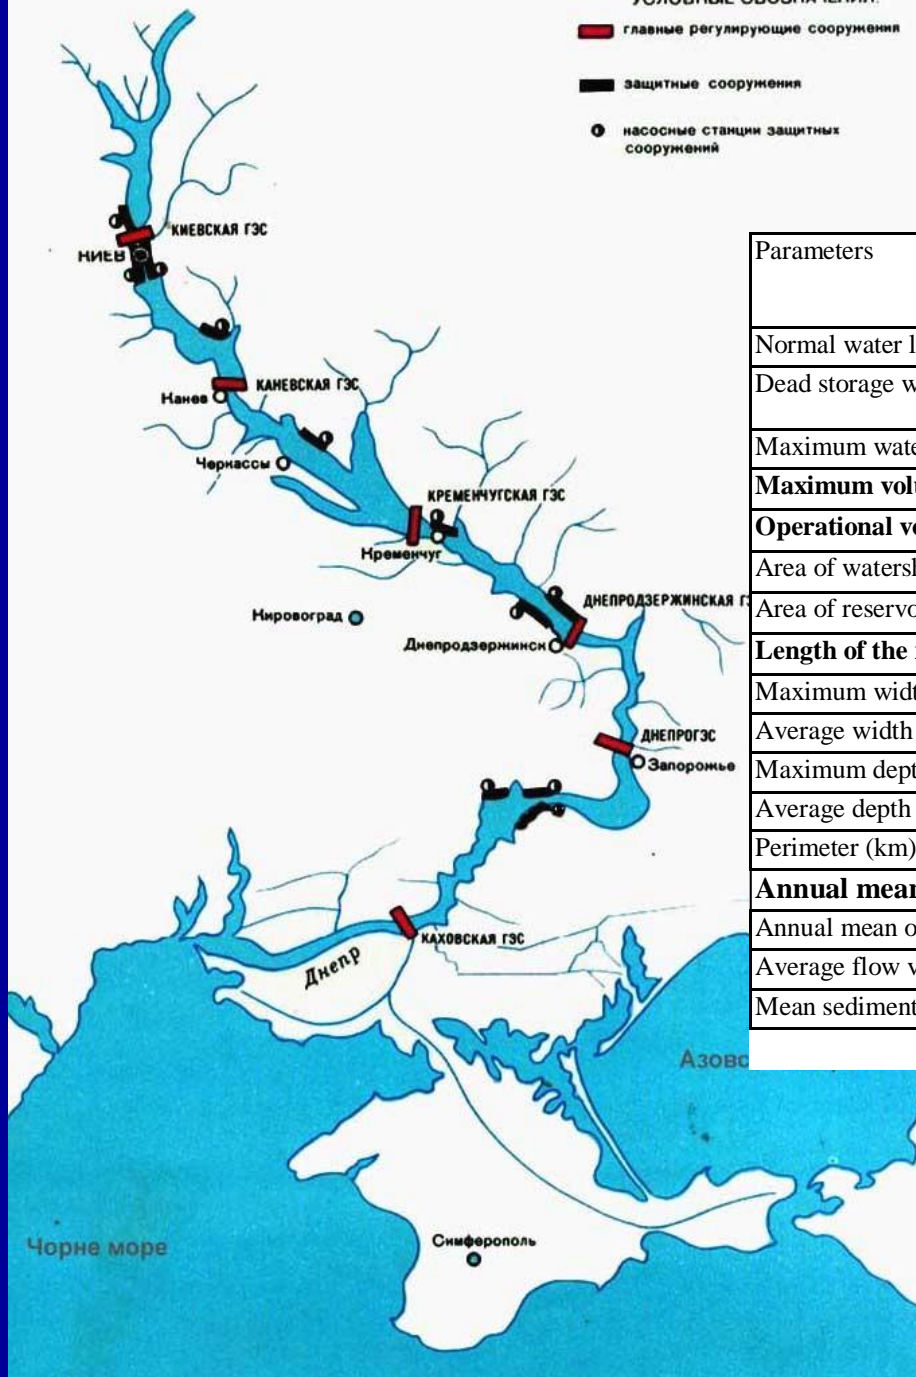 УСЛОВНЫЕ ОБОЗНАЧЕНИЯ:
главные регулирующие сооружения
защитные сооружения
насосные станции защитных
сооружений
КИЕВСКАЯ ГЭС
КИЕВ
КАНЕВСКАЯ ГЭС
Канев
Черкассы
КРЕМЕНЧУГСКАЯ ГЭС
Кременчуг
ДНЕПРОДЗЕРЖИНСКАЯ Г
Кировоград
Днепродзержинск
ДНЕПРОГЭС
Запорожье
КАХОВСКАЯ ГЭС
Днепр
Азовс
Чорне море
Симферополь
Parameters
Normal water l
Dead storage w
Maximum wate
Maximum volu
Operational ve
Area of watersh
Area of reservo
Length of the
Maximum widt
Average width
Maximum dept
Average depth
Perimeter (km)
Annual mean
Annual mean o
Average flow v
Mean sediment